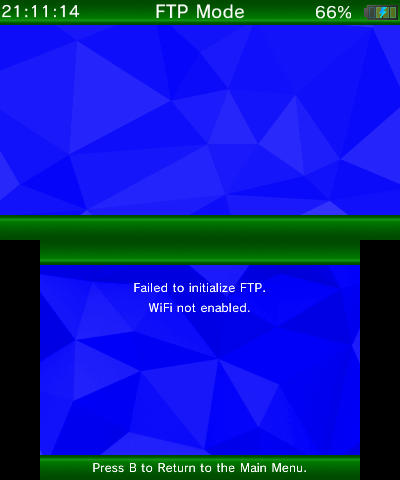 21:11:14 FTP Mode 66%
Failed to initialize FTP.
WiFi not enabled.
Press B to Return to the Main Menu.